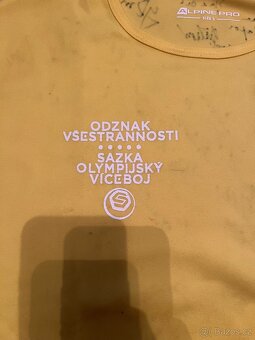 ALPINE PRO
ODZNAK
VŠESTRANNOSTI
SAZKA
OLYMPIJSKÝ
VÍCEBOJ